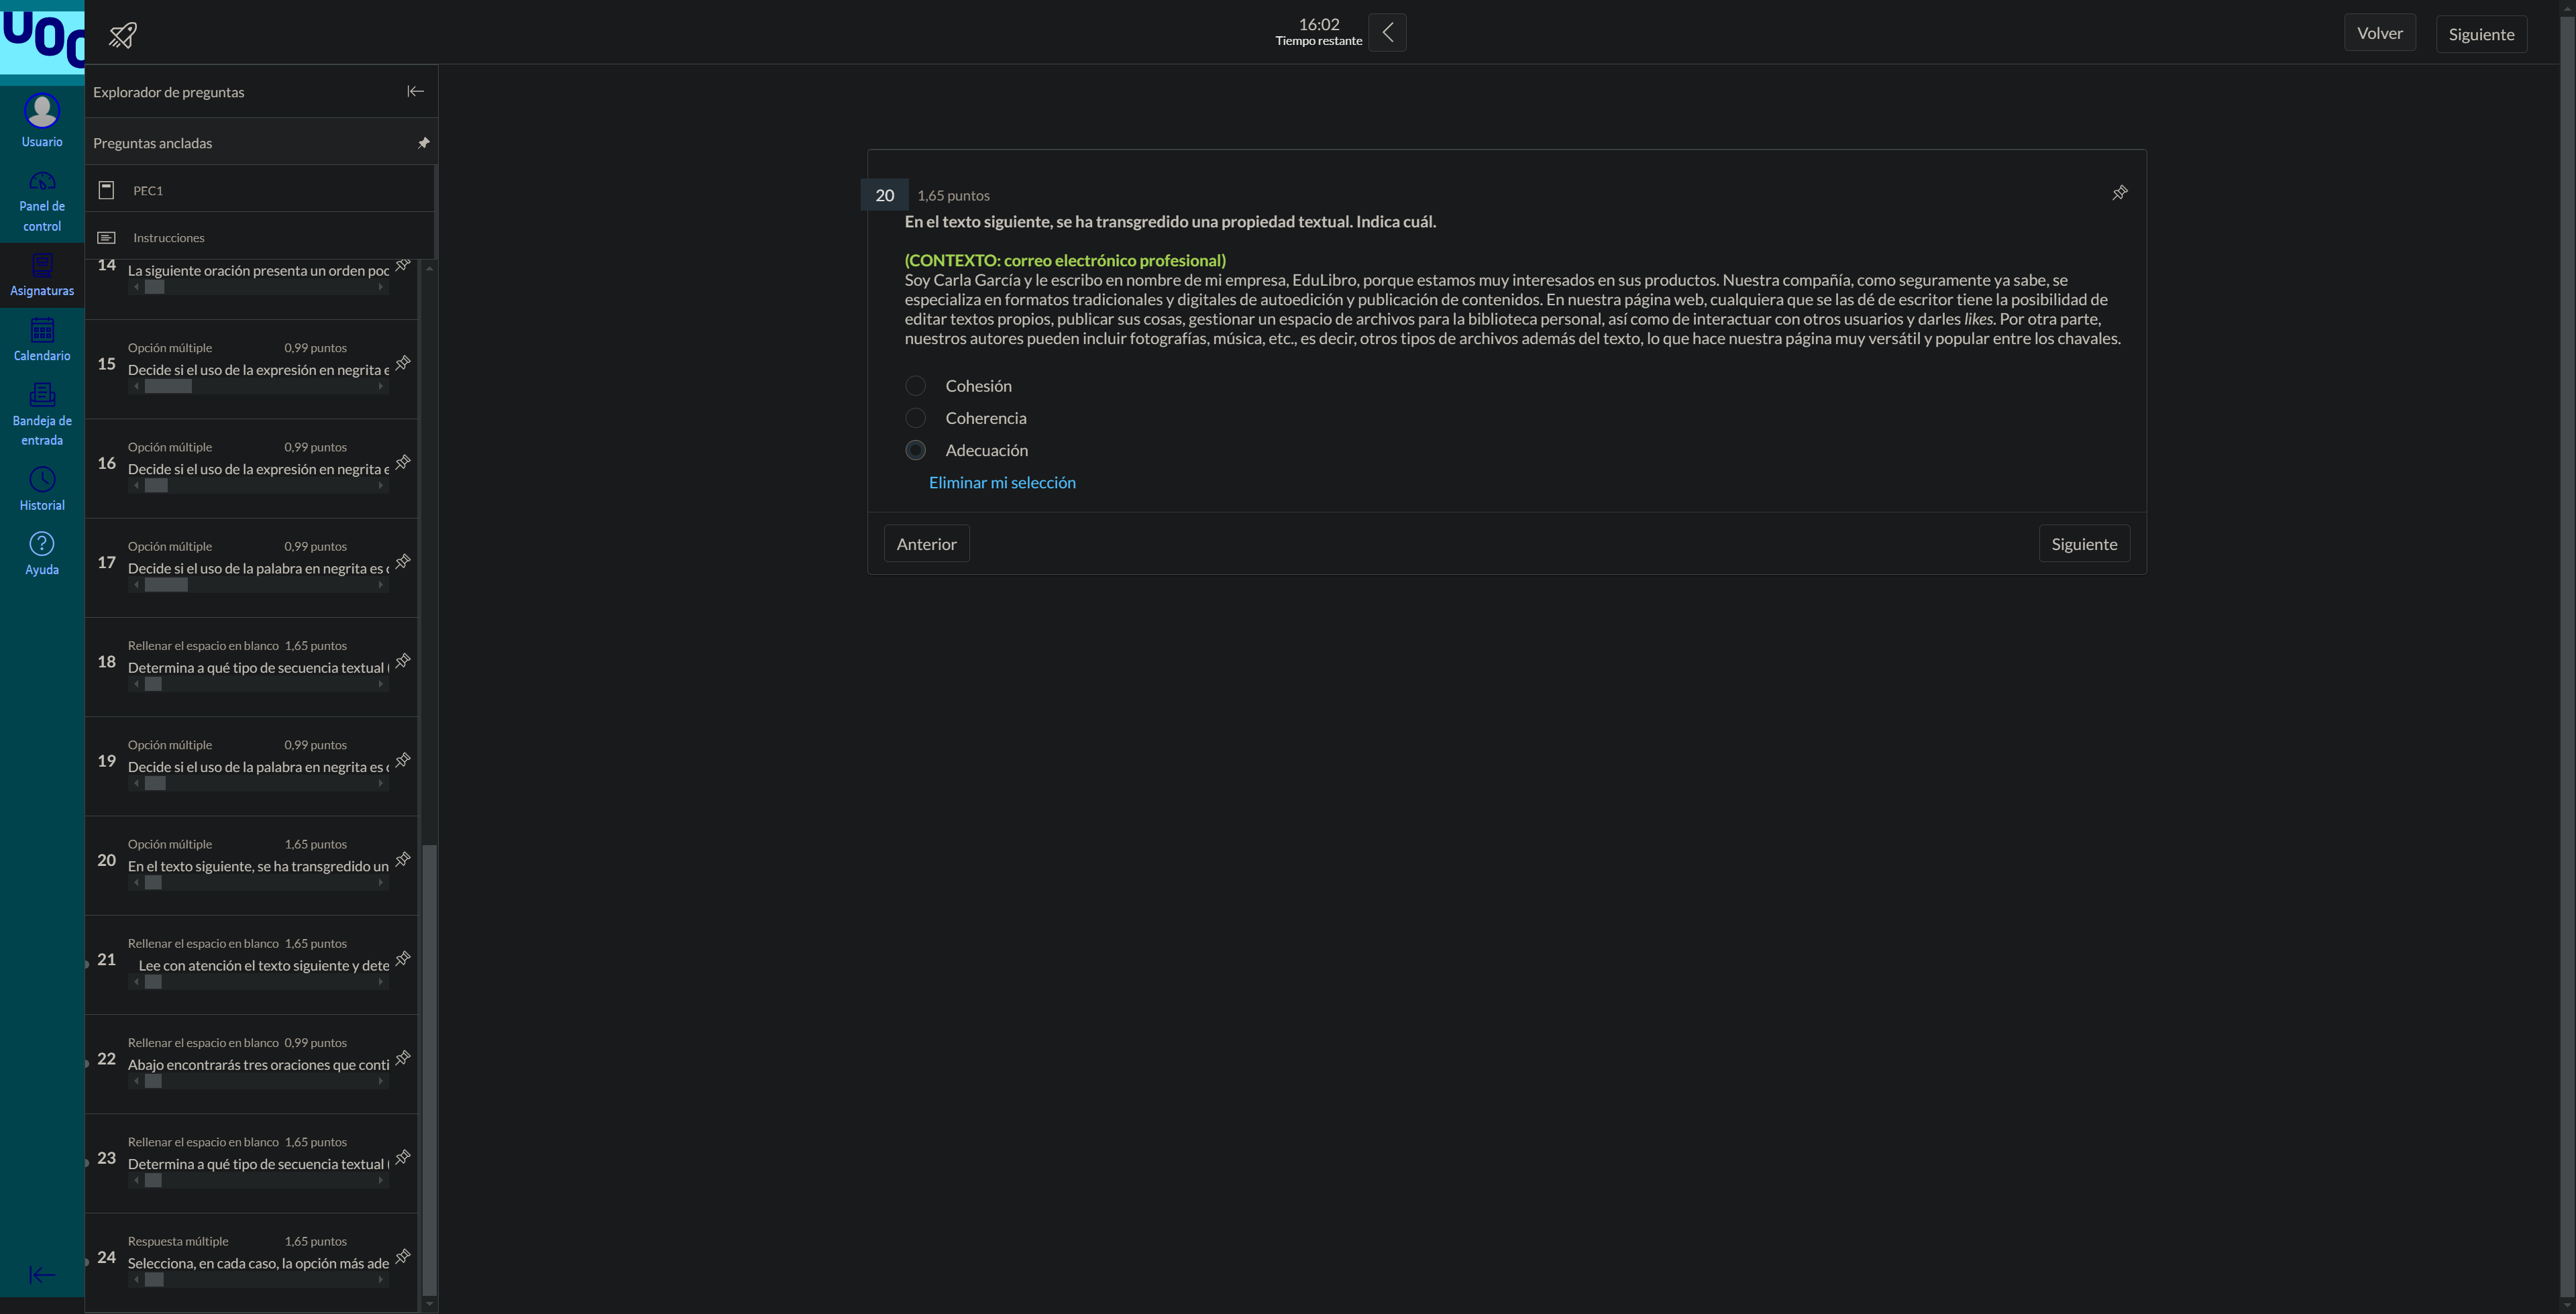 UOC
Usuario
Panel de
control
Asignaturas
Calendario
Bandeja de
entrada
Historial
Ayuda
16:02
Tiempo restante
Volver
Siguiente
Explorador de preguntas
Preguntas ancladas
PEC1
Instrucciones
14
La siguiente oración presenta un orden poc
Opción múltiple 0,99 puntos
15
Decide si el uso de la expresión en negrita e
Opción múltiple 0,99 puntos
16
Decide si el uso de la expresión en negrita e
Opción múltiple 0,99 puntos
17
Decide si el uso de la palabra en negrita es c
Rellenar el espacio en blanco 1,65 puntos
18
Determina a qué tipo de secuencia textual (
Opción múltiple 0,99 puntos
19
Decide si el uso de la palabra en negrita es c
Opción múltiple 1,65 puntos
20
En el texto siguiente, se ha transgredido un
Rellenar el espacio en blanco 1,65 puntos
21
Lee con atención el texto siguiente y dete
Rellenar el espacio en blanco 0,99 puntos
22
Abajo encontrarás tres oraciones que conti
Rellenar el espacio en blanco 1,65 puntos
23
Determina a qué tipo de secuencia textual (
Respuesta múltiple 1,65 puntos
24
Selecciona, en cada caso, la opción más ade
20 1,65 puntos
En el texto siguiente, se ha transgredido una propiedad textual. Indica cuál.
(CONTEXTO: correo electrónico profesional)
Soy Carla García y le escribo en nombre de mi empresa, EduLibro, porque estamos muy interesados en sus productos. Nuestra compañía, como seguramente ya sabe, se
especializa en formatos tradicionales y digitales de autoedición y publicación de contenidos. En nuestra página web, cualquiera que se las dé de escritor tiene la posibilidad de
editar textos propios, publicar sus cosas, gestionar un espacio de archivos para la biblioteca personal, así como de interactuar con otros usuarios y darles likes. Por otra parte,
nuestros autores pueden incluir fotografías, música, etc., es decir, otros tipos de archivos además del texto, lo que hace nuestra página muy versátil y popular entre los chavales.
Cohesión
Coherencia
Adecuación
Eliminar mi selección
Anterior
Siguiente